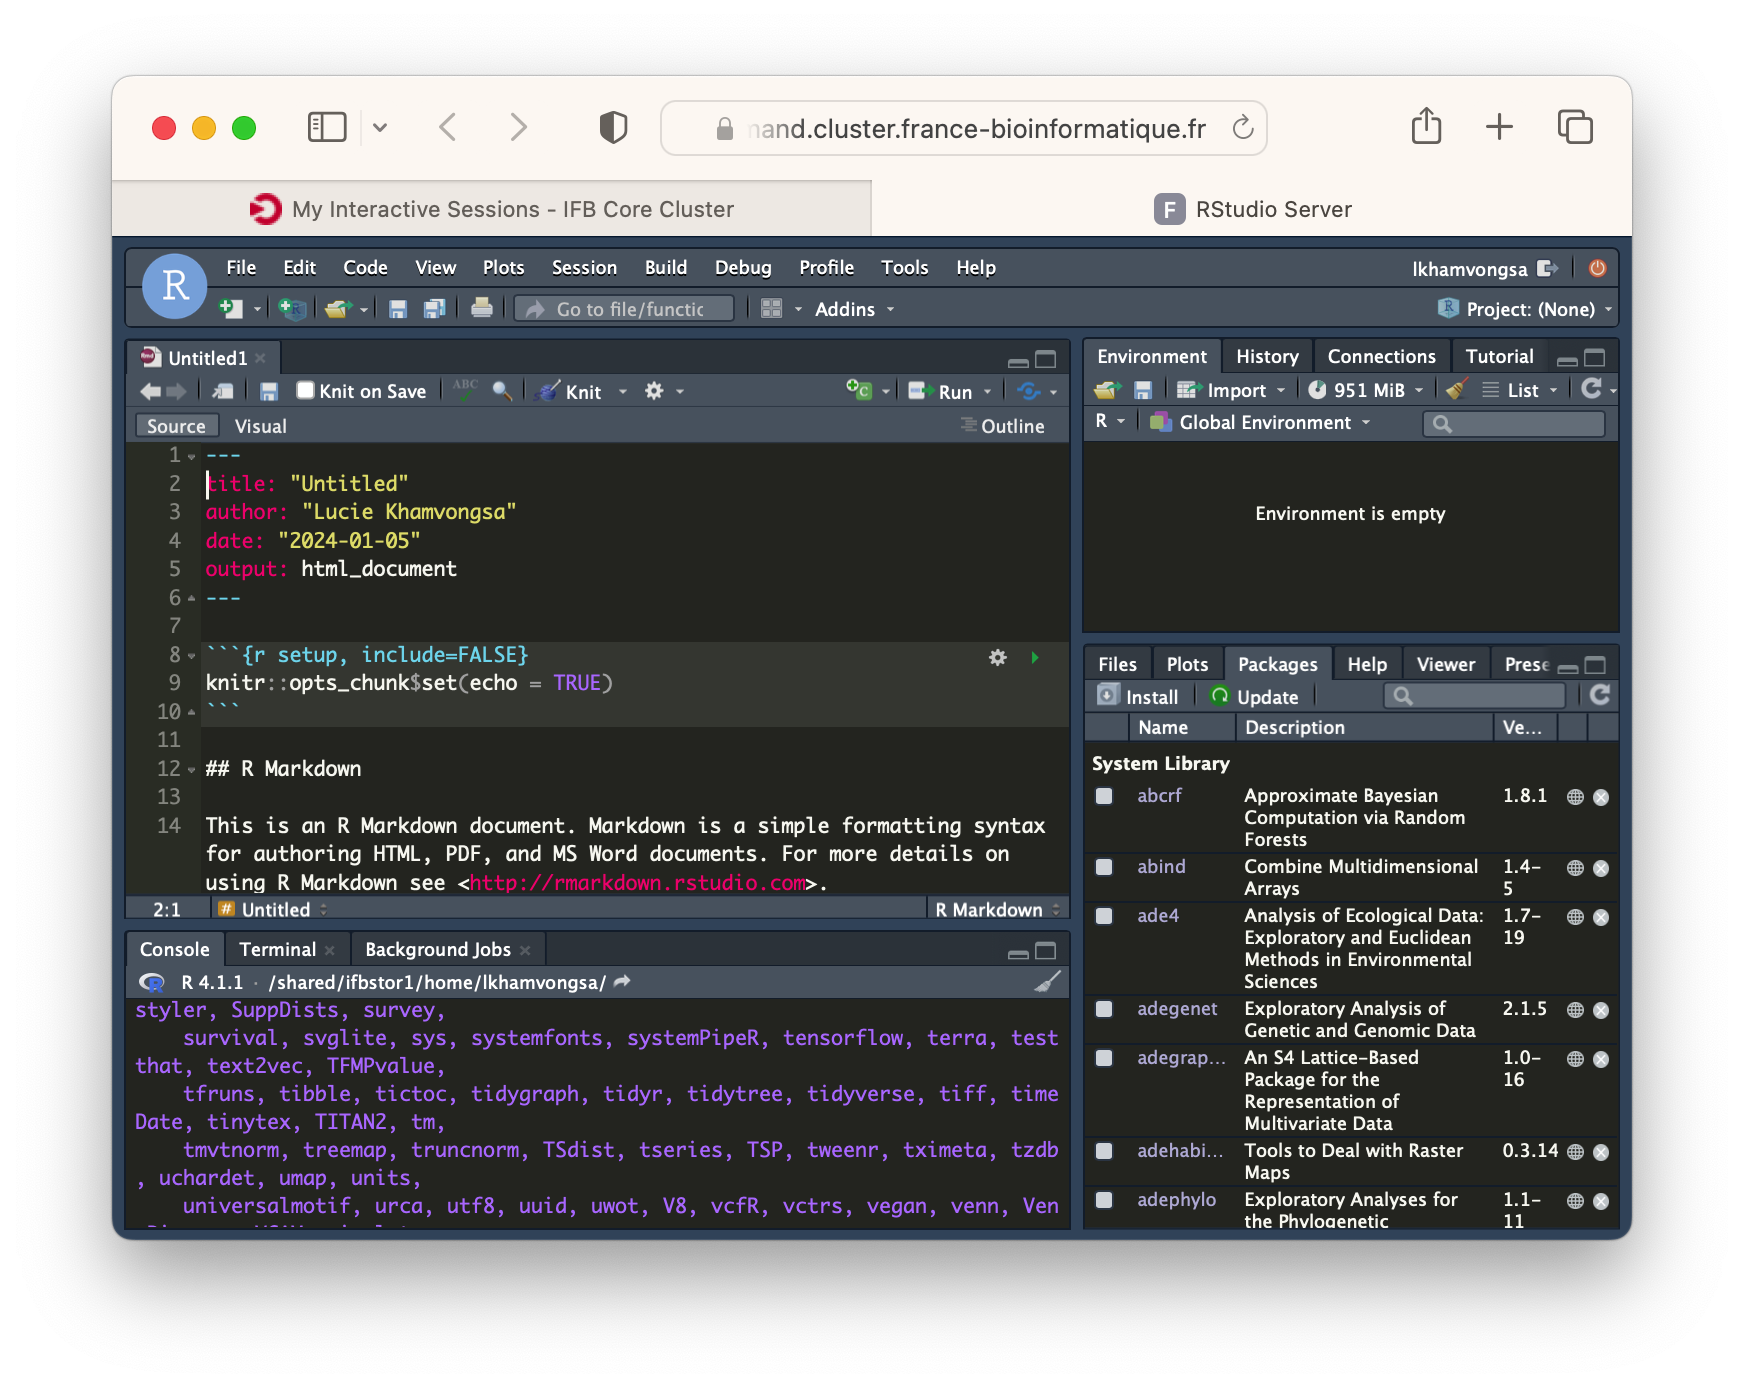 mand.cluster.france-bioinformatique.fr
My Interactive Sessions - IFB Core Cluster
F RStudio Server
R
File Edit Code View Plots Session Build Debug Profile Tools Help
lkhamvongsa
Go to file/functic
Addins
Project: (None)
Untitled1
Knit on Save
ABC
Knit
Run
Source Visual
Outline
1 ---
2 title: "Untitled"
3 author: "Lucie Khamvongsa"
4 date: "2024-01-05"
5 output: html_document
6 ---
7
8 ```{r setup, include=FALSE}
9 knitr::opts_chunk$set(echo = TRUE)
10 ```
11
12 ## R Markdown
13
14 This is an R Markdown document. Markdown is a simple formatting syntax
for authoring HTML, PDF, and MS Word documents. For more details on
using R Markdown see <http://rmarkdown.rstudio.com>.
2:1 # Untitled R Markdown
Console Terminal Background Jobs
R 4.1.1 · /shared/ifbstor1/home/lkhamvongsa/
styler, SuppDists, survey,
survival, svglite, sys, systemfonts, systemPipeR, tensorflow, terra, test
that, text2vec, TFMPvalue,
tfruns, tibble, tictoc, tidygraph, tidyr, tidytree, tidyverse, tiff, time
Date, tinytex, TITAN2, tm,
tmvtnorm, treemap, truncnorm, TSdist, tseries, TSP, tweenr, tximeta, tzdb
, uchardet, umap, units,
universalmotif, urca, utf8, uuid, uwot, V8, vcfR, vctrs, vegan, venn, Ven
Environment History Connections Tutorial
Import 951 MiB List
R Global Environment
Environment is empty
Files Plots Packages Help Viewer Prese
Install Update
Name Description Ve...
System Library
abcrf Approximate Bayesian 1.8.1
Computation via Random
Forests
abind Combine Multidimensional 1.4-
Arrays 5
ade4 Analysis of Ecological Data: 1.7-
Exploratory and Euclidean 19
Methods in Environmental
Sciences
adegenet Exploratory Analysis of 2.1.5
Genetic and Genomic Data
adegrap... An S4 Lattice-Based 1.0-
Package for the 16
Representation of
Multivariate Data
adehabi... Tools to Deal with Raster 0.3.14
Maps
adephylo Exploratory Analyses for 1.1-
the Phylogenetic 11